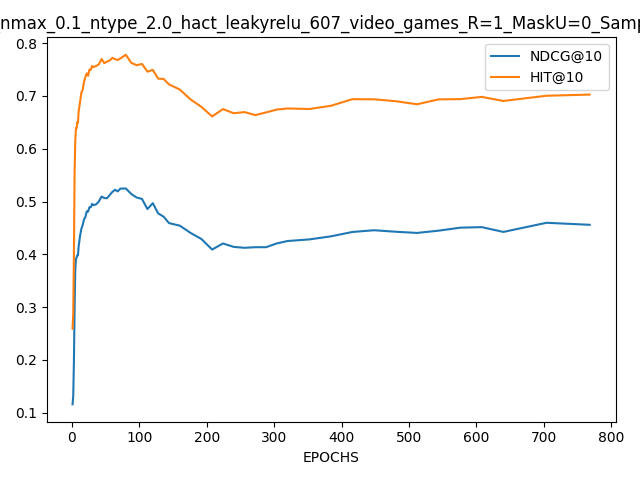 nmax_0.1_ntype_2.0_hact_leakyrelu_607_video_games_R=1_MaskU=0_Samp
0.8
0.7
0.6
0.5
0.4
0.3
0.2
0.1
NDCG@10
HIT@10
0 100 200 300 400 500 600 700 800
EPOCHS